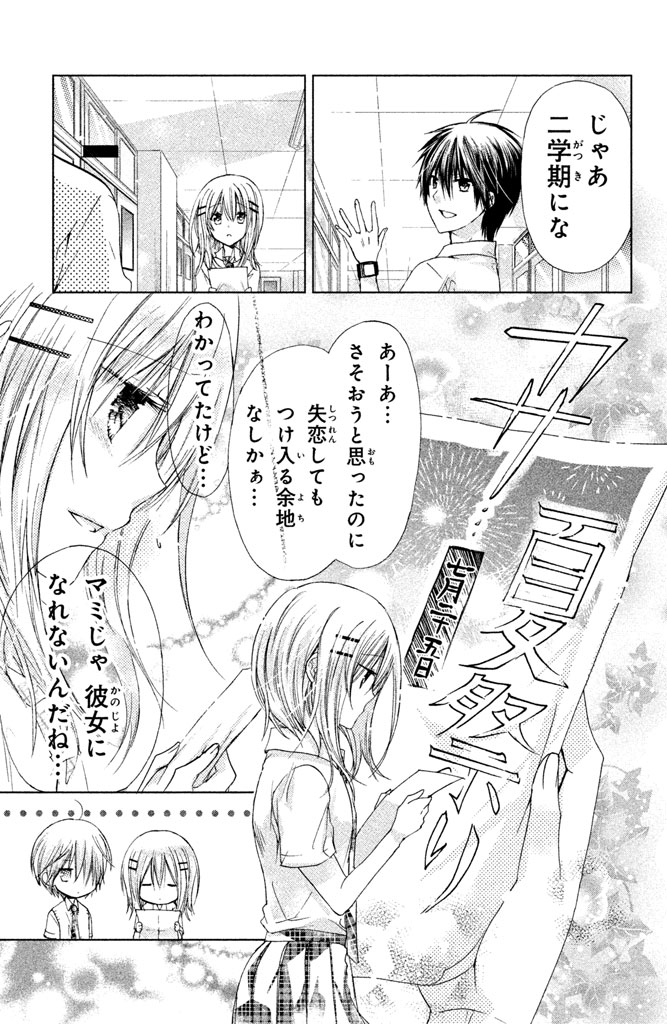 じゃあ
二学期にな
カサ
夏祭り
七月二十五日
あーあ…
さそおうと思ったのに
失恋しても
つけ入る余地
なしかぁ…
わかってたけど…
マミじゃ 彼女に
なれないんだね…